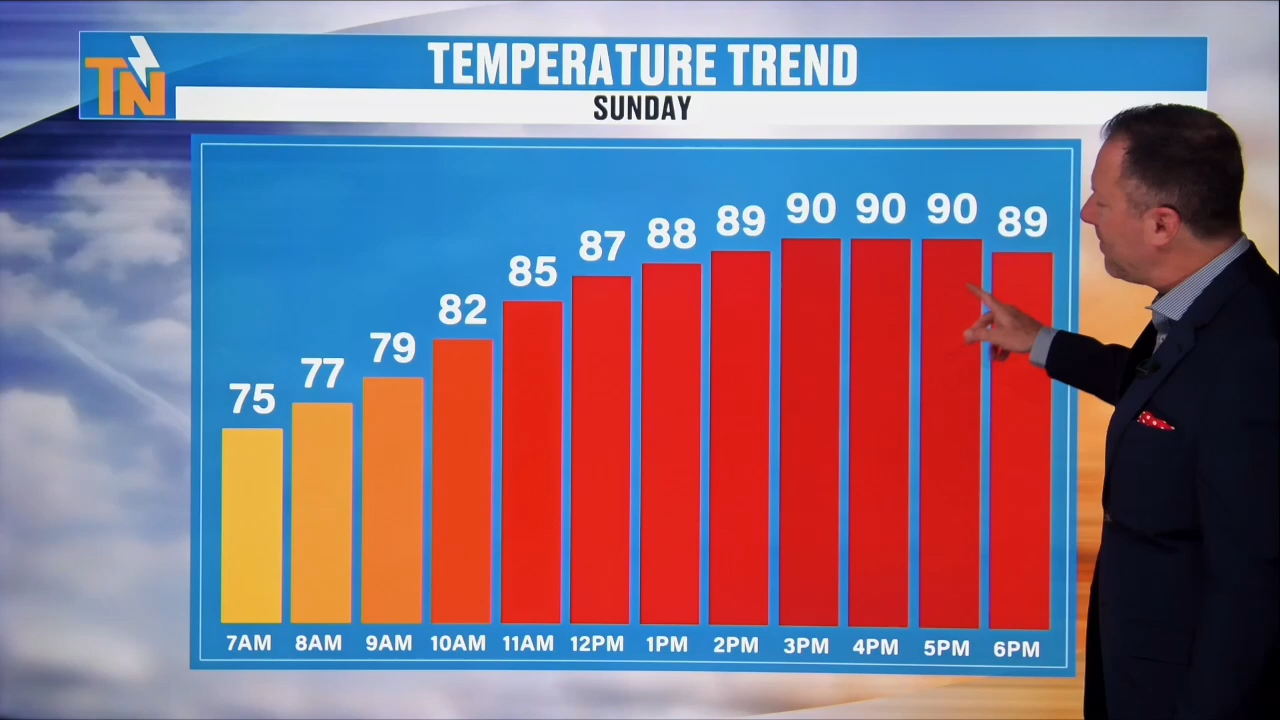 TN
TEMPERATURE TREND
SUNDAY
75 77 79 82 85 87 88 89 90 90 90 89
7AM 8AM 9AM 10AM 11AM 12PM 1PM 2PM 3PM 4PM 5PM 6PM